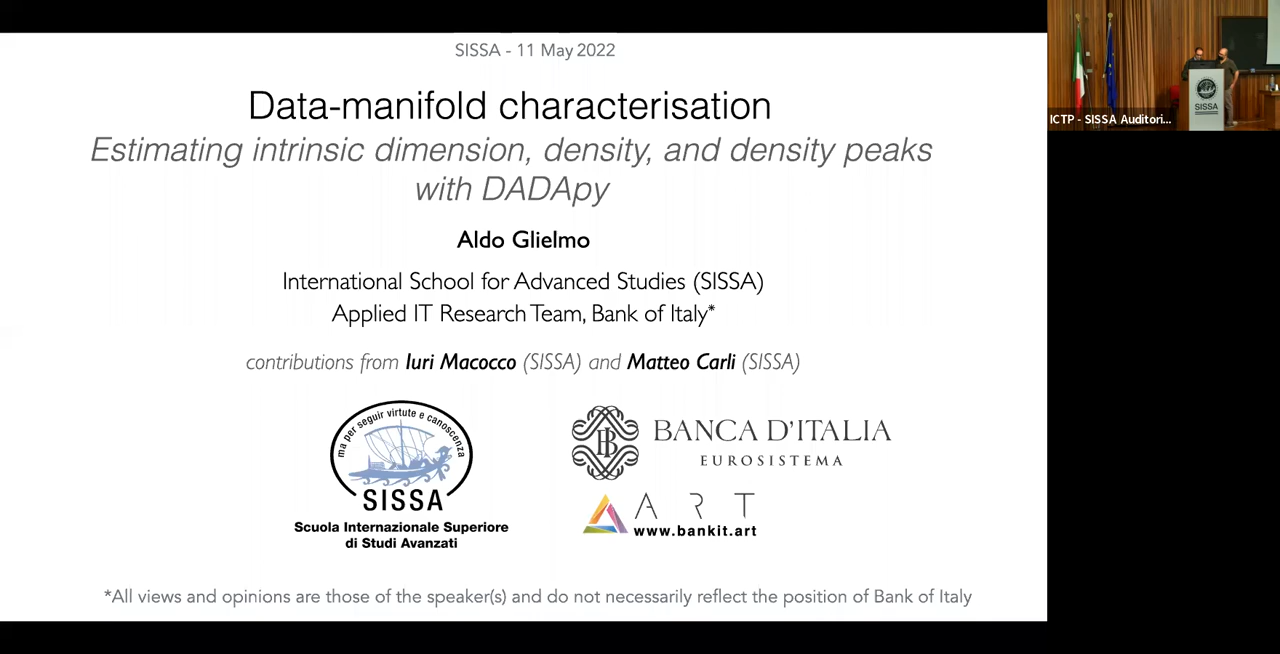 SISSA - 11 May 2022
Data-manifold characterisation
Estimating intrinsic dimension, density, and density peaks
with DADApy
Aldo Glielmo
International School for Advanced Studies (SISSA)
Applied IT Research Team, Bank of Italy*
contributions from Iuri Macocco (SISSA) and Matteo Carli (SISSA)
ma per seguir virtute e canoscenza
SISSA
Scuola Internazionale Superiore
di Studi Avanzati
BANCA D'ITALIA
EUROSISTEMA
ART
www.bankit.art
*All views and opinions are those of the speaker(s) and do not necessarily reflect the position of Bank of Italy
SISSA
ICTP - SISSA Auditori...